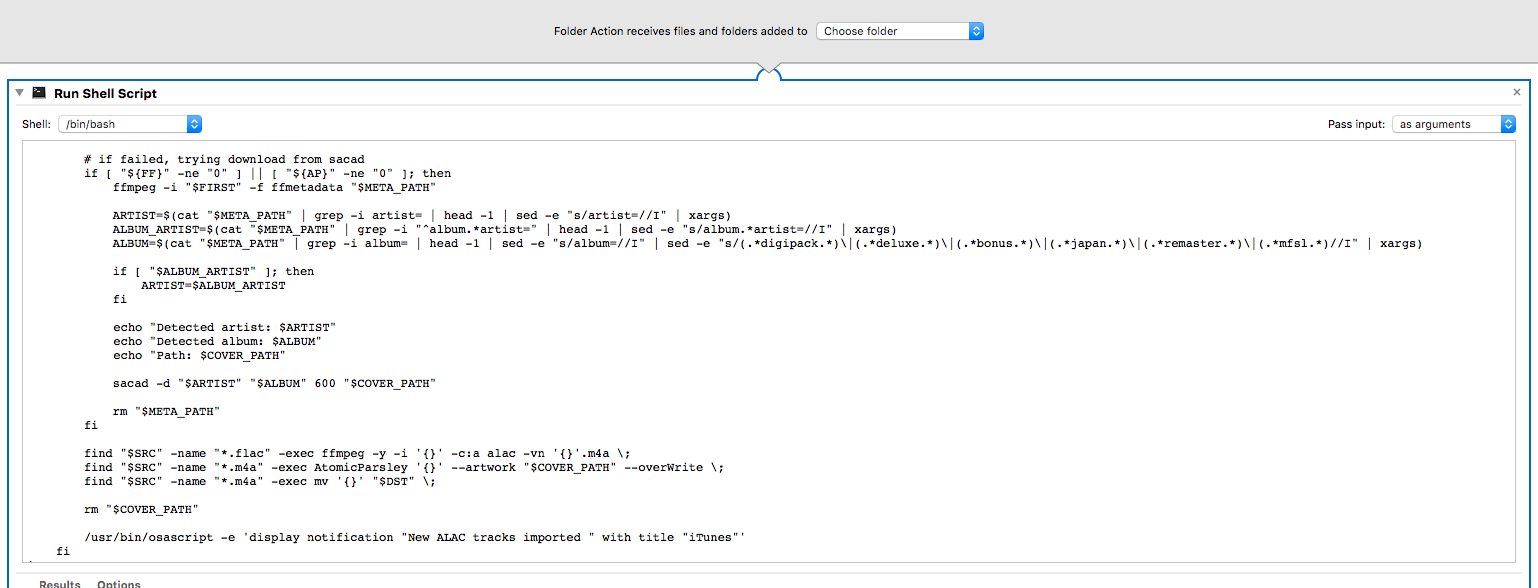 Folder Action receives files and folders added to Choose folder
Run Shell Script
Shell: /bin/bash Pass input: as arguments
# if failed, trying download from sacad
if [ "${FF}" -ne "0" ] || [ "${AP}" -ne "0" ]; then
ffmpeg -i "$FIRST" -f ffmetadata "$META_PATH"
ARTIST=$(cat "$META_PATH" | grep -i artist= | head -1 | sed -e "s/artist=//I" | xargs)
ALBUM_ARTIST=$(cat "$META_PATH" | grep -i "^album.*artist=" | head -1 | sed -e "s/album.*artist=//I" | xargs)
ALBUM=$(cat "$META_PATH" | grep -i album= | head -1 | sed -e "s/album=//I" | sed -e "s/(.*digipack.*)\|(.*deluxe.*)\|(.*bonus.*)\|(.*japan.*)\|(.*remaster.*)\|(.*mfsl.*)//I" | xargs)
if [ "$ALBUM_ARTIST" ]; then
ARTIST=$ALBUM_ARTIST
fi
echo "Detected artist: $ARTIST"
echo "Detected album: $ALBUM"
echo "Path: $COVER_PATH"
sacad -d "$ARTIST" "$ALBUM" 600 "$COVER_PATH"
rm "$META_PATH"
fi
find "$SRC" -name "*.flac" -exec ffmpeg -y -i '{}' -c:a alac -vn '{}'.m4a \;
find "$SRC" -name "*.m4a" -exec AtomicParsley '{}' --artwork "$COVER_PATH" --overWrite \;
find "$SRC" -name "*.m4a" -exec mv '{}' "$DST" \;
rm "$COVER_PATH"
/usr/bin/osascript -e 'display notification "New ALAC tracks imported " with title "iTunes"'
fi
Results Options